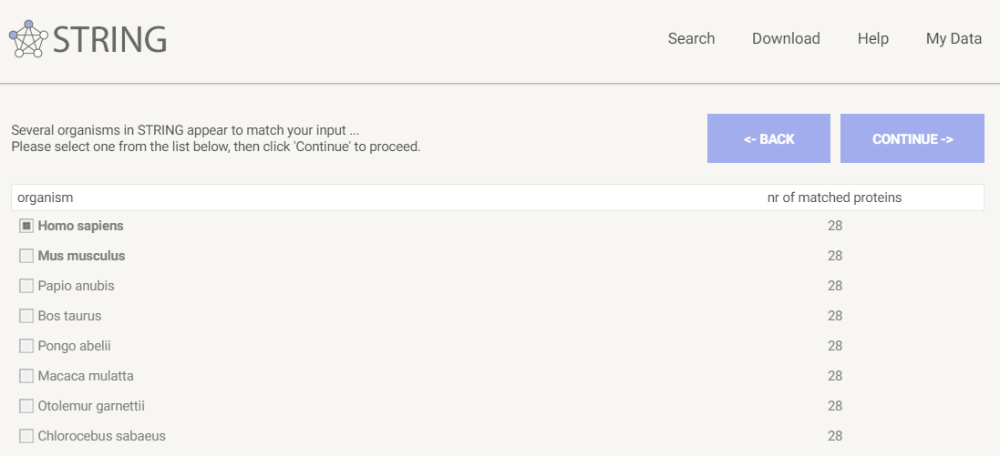 STRING
Search Download Help My Data
Several organisms in STRING appear to match your input ...
Please select one from the list below, then click 'Continue' to proceed.
<- BACK CONTINUE ->
organism nr of matched proteins
Homo sapiens 28
Mus musculus 28
Papio anubis 28
Bos taurus 28
Pongo abelii 28
Macaca mulatta 28
Otolemur garnettii 28
Chlorocebus sabaeus 28